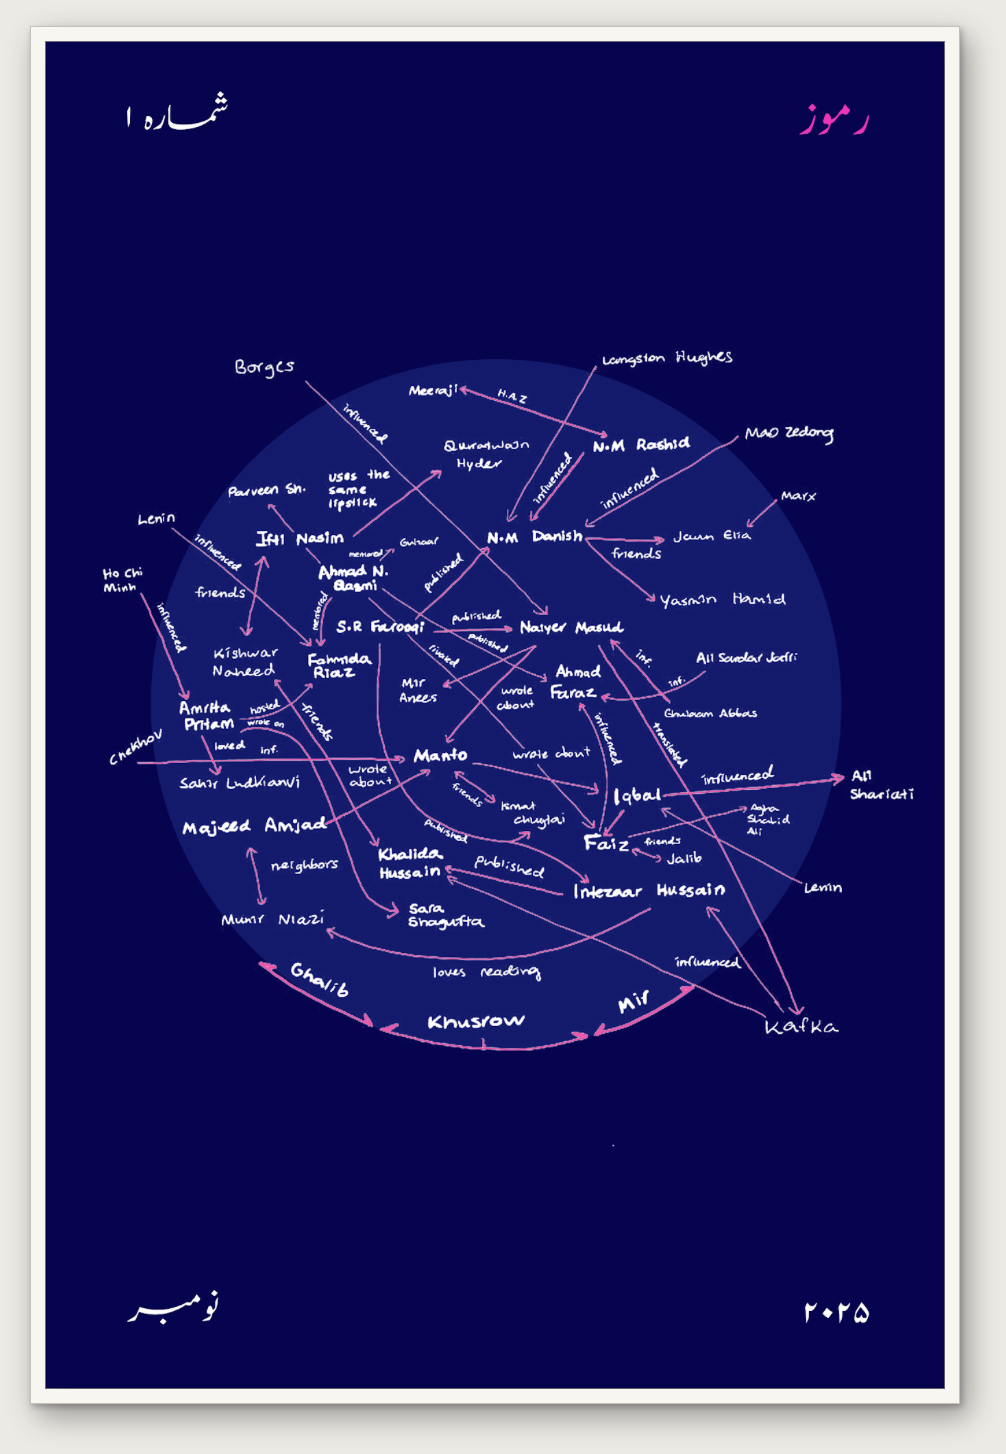 رموز
شمارہ ۱
Borges
Langston Hughes
influenced
Meeraji
H.A.Z
N.M Rashid
Mao Zedong
Quratulain
Hyder
Parveen Sh.
uses the
same
lipstick
influenced
influenced
Marx
Lenin
Ifti Nasim
N.M Danish
Jaun Elia
friends
influenced
mentored
Gulzaar
Ho Chi
Minh
Ahmad N.
Qasmi
published
friends
mentored
Yasmin Hamid
influenced
S.R Farooqi
published
Naiyer Masud
published
rivaled
Kishwar
Naheed
Fahmida
Riaz
inf.
Ali Sardar Jafri
Mir
Anees
wrote
about
Ahmad
Faraz
inf.
Amrita
Pritam
hosted
wrote on
friends
Ghulaam Abbas
influenced
translated
Chekhov
loved
inf.
Manto
wrote about
Sahir Ludhianvi
wrote
about
friends
Iqbal
influenced
Ali
Shariati
Ismat
Chugtai
Agha
Shahid
Ali
Majeed Amjad
published
Faiz
friends
Jalib
Khalida
Hussain
published
neighbors
Intezaar Hussain
Lenin
Munir Niazi
Sara
Shagufta
loves reading
influenced
Ghalib
Khusrow
Mir
Kafka
۲۰۲۵
نومبر